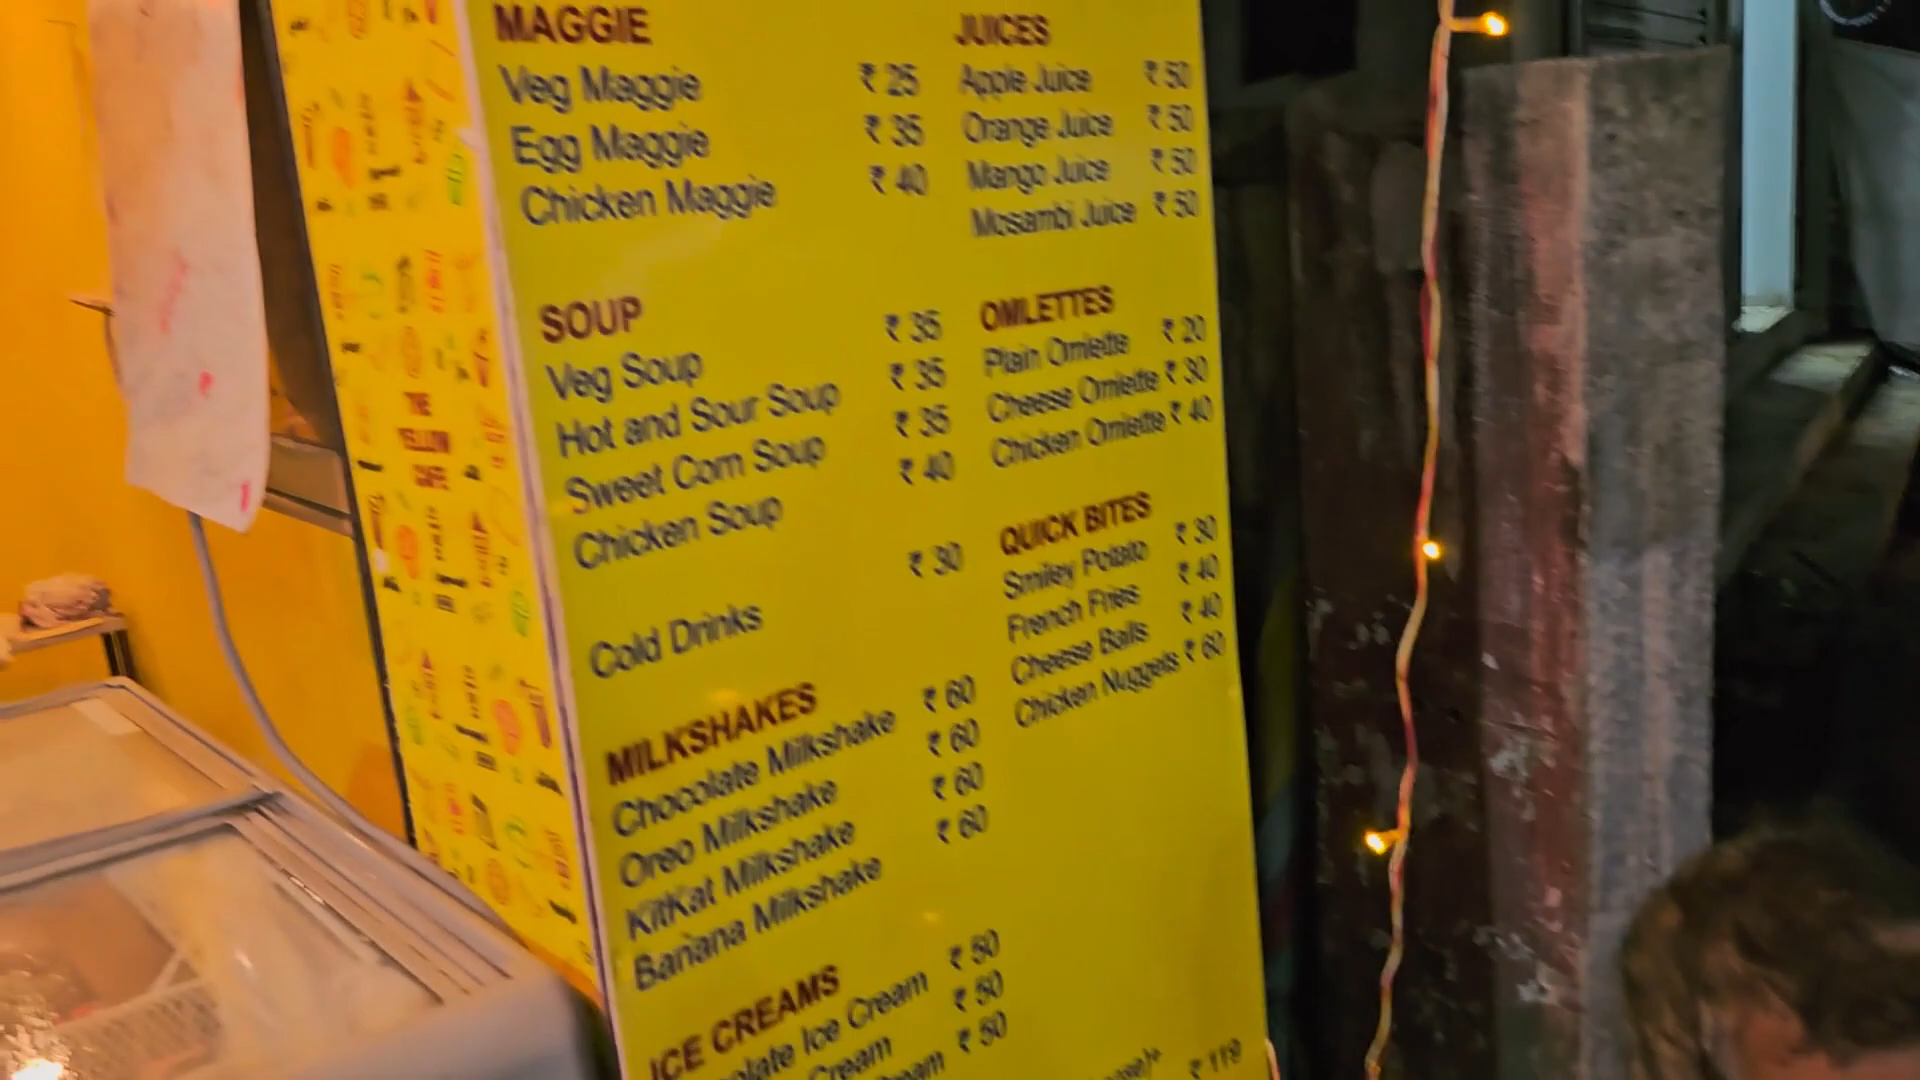 MAGGIE
Veg Maggie ₹ 25
Egg Maggie ₹ 35
Chicken Maggie ₹ 40
SOUP
Veg Soup ₹ 35
Hot and Sour Soup ₹ 35
Sweet Corn Soup ₹ 35
Chicken Soup ₹ 40
Cold Drinks ₹ 30
MILKSHAKES
Chocolate Milkshake ₹ 60
Oreo Milkshake ₹ 60
KitKat Milkshake ₹ 60
Banana Milkshake ₹ 60
ICE CREAMS
Ice Cream ₹ 50
Cream ₹ 50
₹ 50
JUICES
Apple Juice ₹ 50
Orange Juice ₹ 50
Mango Juice ₹ 50
Mosambi Juice ₹ 50
OMLETTES
Plain Omlette ₹ 20
Cheese Omlette ₹ 30
Chicken Omlette ₹ 40
QUICK BITES
Smiley Potato ₹ 30
French Fries ₹ 40
Cheese Balls ₹ 40
Chicken Nuggets ₹ 60
₹ 119
THE
YELLOW
CAFE